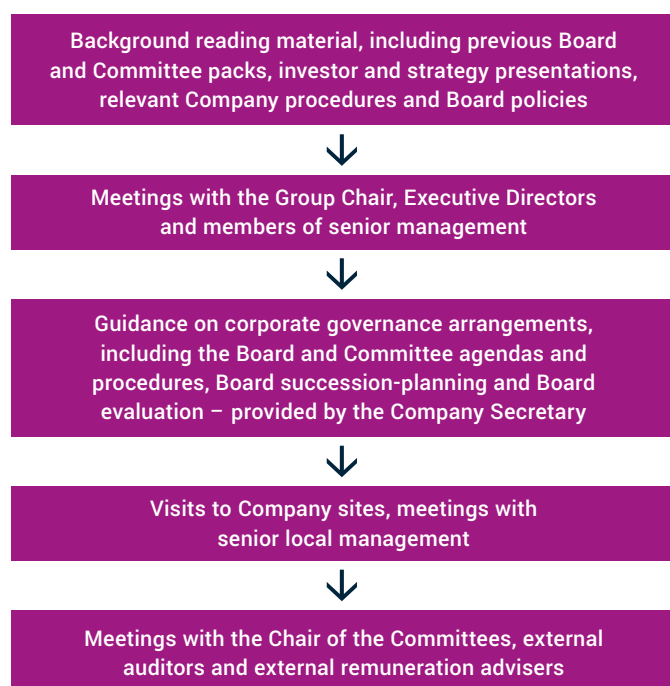 Background reading material, including previous Board
and Committee packs, investor and strategy presentations,
relevant Company procedures and Board policies
Meetings with the Group Chair, Executive Directors
and members of senior management
Guidance on corporate governance arrangements,
including the Board and Committee agendas and
procedures, Board succession-planning and Board
evaluation – provided by the Company Secretary
Visits to Company sites, meetings with
senior local management
Meetings with the Chair of the Committees, external
auditors and external remuneration advisers